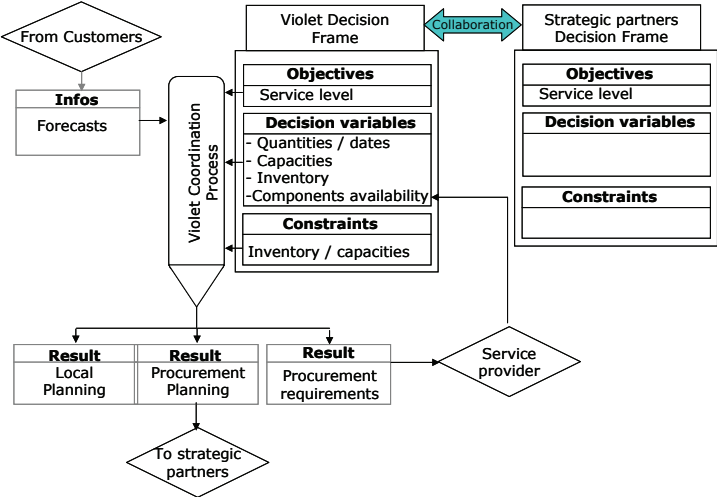 From Customers
Infos
Forecasts
Violet Coordination
Process
Violet Decision
Frame
Collaboration
Strategic partners
Decision Frame
Objectives
Service level
Decision variables
- Quantities / dates
- Capacities
- Inventory
-Components availability
Constraints
Inventory / capacities
Objectives
Service level
Decision variables
Constraints
Result
Local
Planning
Result
Procurement
Planning
Result
Procurement
requirements
Service
provider
To strategic
partners